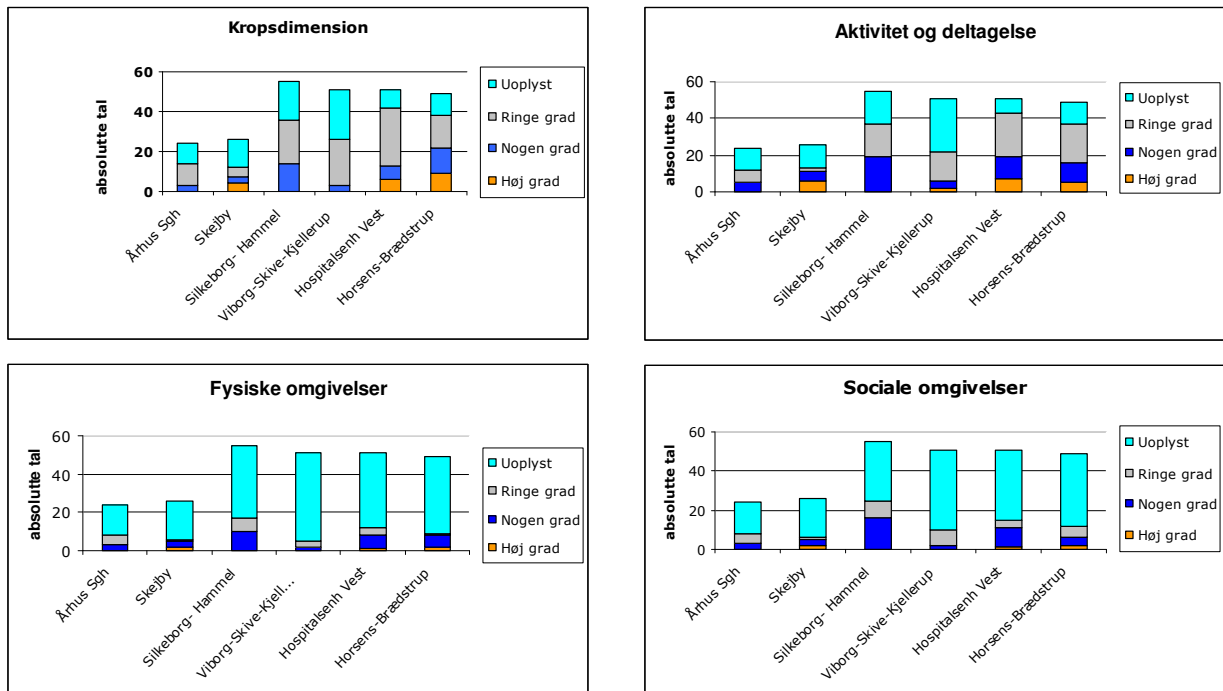 Kropsdimension
absolutte tal
60
40
20
0
Århus Sgh
Skejby
Silkeborg- Hammel
Viborg-Skive-Kjellerup
Hospitalsenh Vest
Horsens-Brædstrup
Uoplyst
Ringe grad
Nogen grad
Høj grad
Aktivitet og deltagelse
absolutte tal
60
40
20
0
Århus Sgh
Skejby
Silkeborg- Hammel
Viborg-Skive-Kjellerup
Hospitalsenh Vest
Horsens-Brædstrup
Uoplyst
Ringe grad
Nogen grad
Høj grad
Fysiske omgivelser
absolutte tal
60
40
20
0
Århus Sgh
Skejby
Silkeborg- Hammel
Viborg-Skive-Kjell...
Hospitalsenh Vest
Horsens-Brædstrup
Uoplyst
Ringe grad
Nogen grad
Høj grad
Sociale omgivelser
absolutte tal
60
40
20
0
Århus Sgh
Skejby
Silkeborg- Hammel
Viborg-Skive-Kjellerup
Hospitalsenh Vest
Horsens-Brædstrup
Uoplyst
Ringe grad
Nogen grad
Høj grad